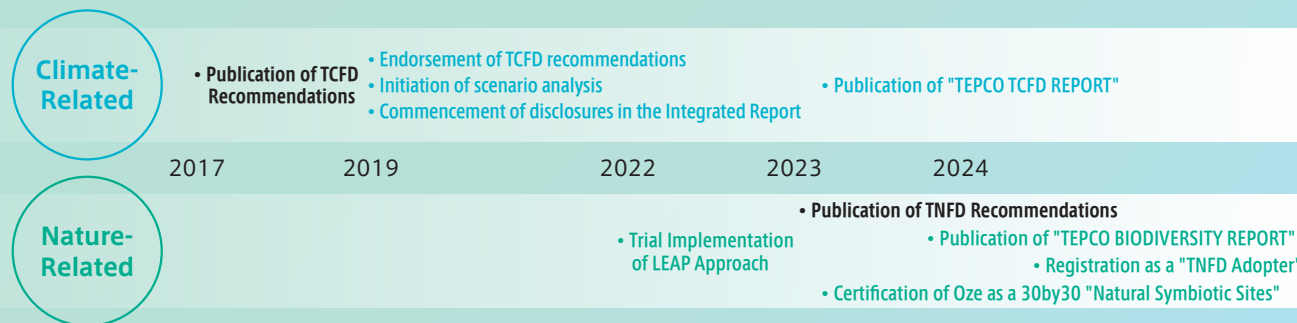 Climate-
Related
• Publication of TCFD
Recommendations
• Endorsement of TCFD recommendations
• Initiation of scenario analysis
• Commencement of disclosures in the Integrated Report
• Publication of "TEPCO TCFD REPORT"
2017 2019 2022 2023 2024
Nature-
Related
• Publication of TNFD Recommendations
• Trial Implementation
of LEAP Approach
• Publication of "TEPCO BIODIVERSITY REPORT"
• Registration as a "TNFD Adopter"
• Certification of Oze as a 30by30 "Natural Symbiotic Sites"